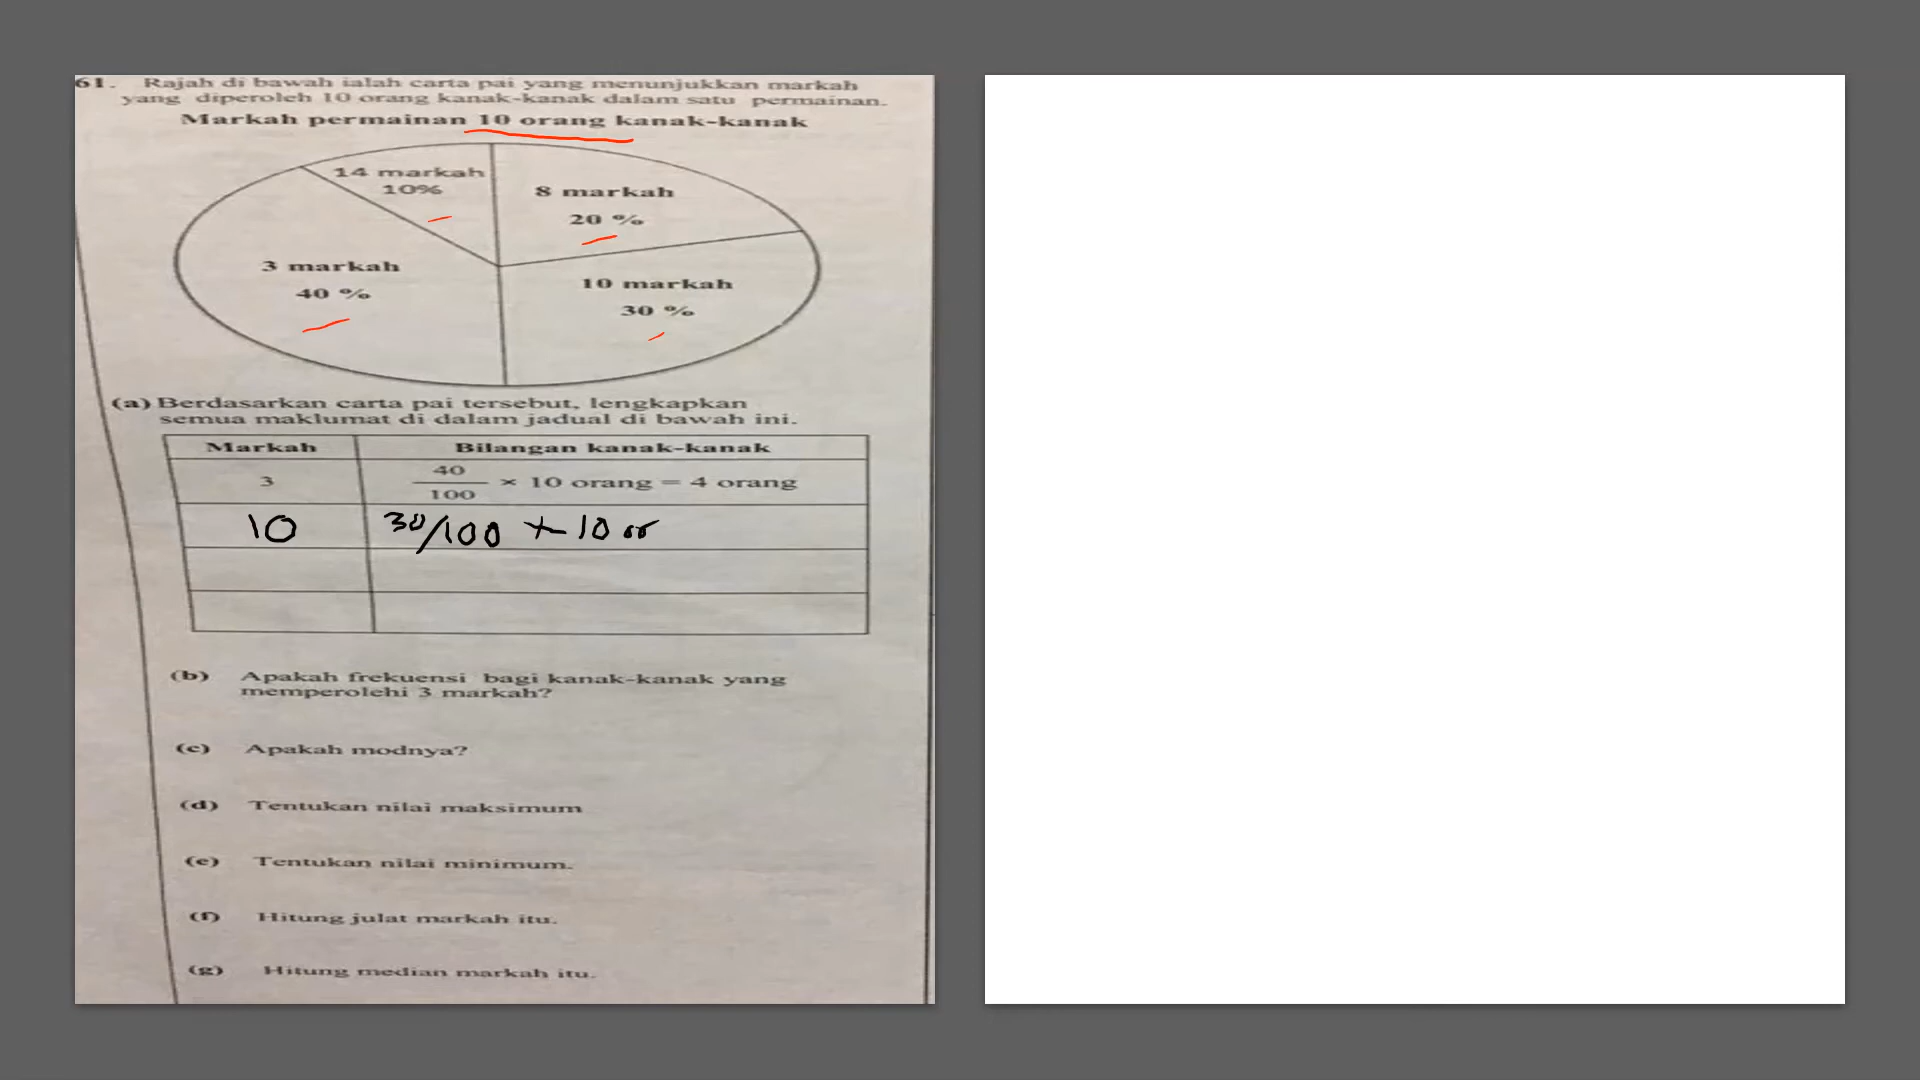 61. Rajah di bawah ialah carta pai yang menunjukkan markah
yang diperoleh 10 orang kanak-kanak dalam satu permainan.
Markah permainan 10 orang kanak-kanak
14 markah
10%
8 markah
20 %
3 markah
40 %
10 markah
30 %
(a) Berdasarkan carta pai tersebut, lengkapkan
semua maklumat di dalam jadual di bawah ini.
Markah Bilangan kanak-kanak
3 40/100 × 10 orang = 4 orang
10 30/100 × 10 or
(b) Apakah frekuensi bagi kanak-kanak yang
memperolehi 3 markah?
(c) Apakah modnya?
(d) Tentukan nilai maksimum
(e) Tentukan nilai minimum.
(f) Hitung julat markah itu.
(g) Hitung median markah itu.